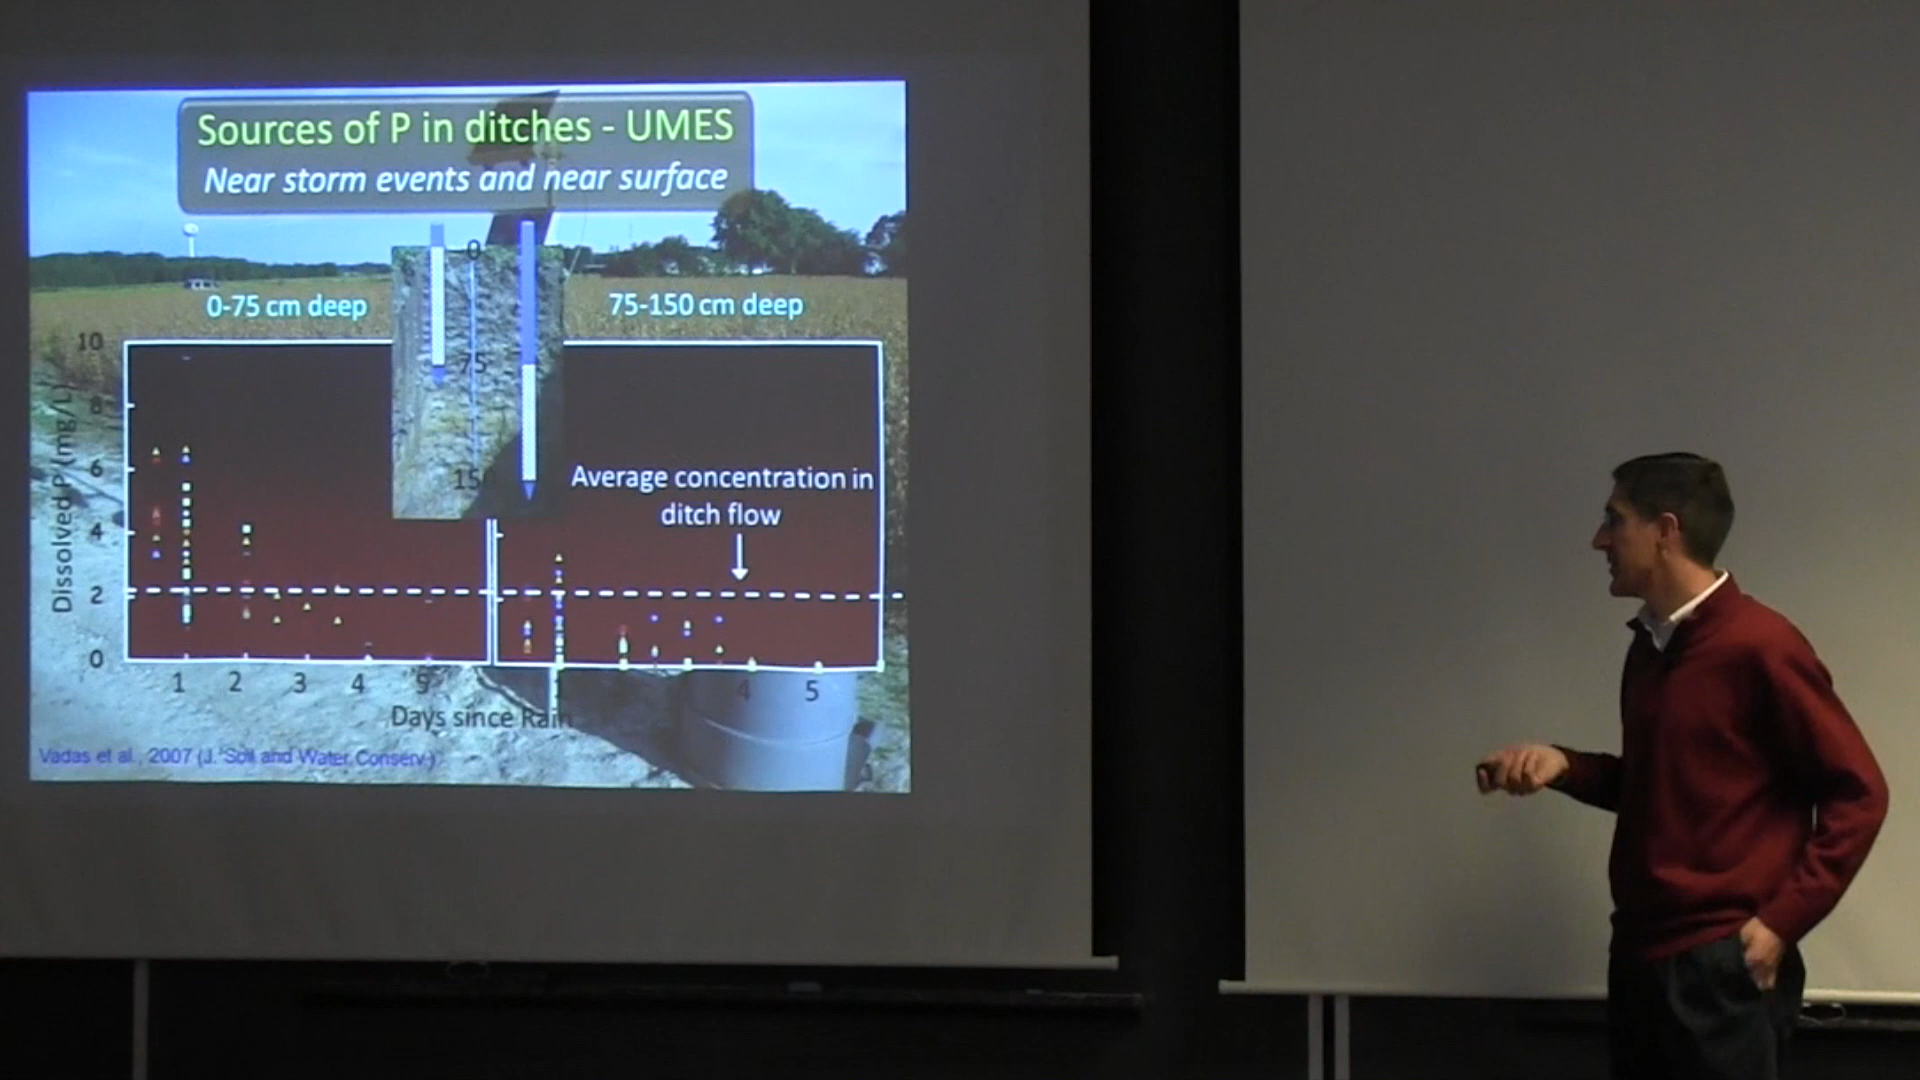 Sources of P in ditches - UMES
Near storm events and near surface
0
0-75 cm deep
75-150 cm deep
10
75
8
6
Average concentration in
15
ditch flow
4
Dissolved P (mg/L)
2
0
1 2 3 4 5
4 5
Days since Rain
Vadas et al., 2007 (J. Soil and Water Conserv.)